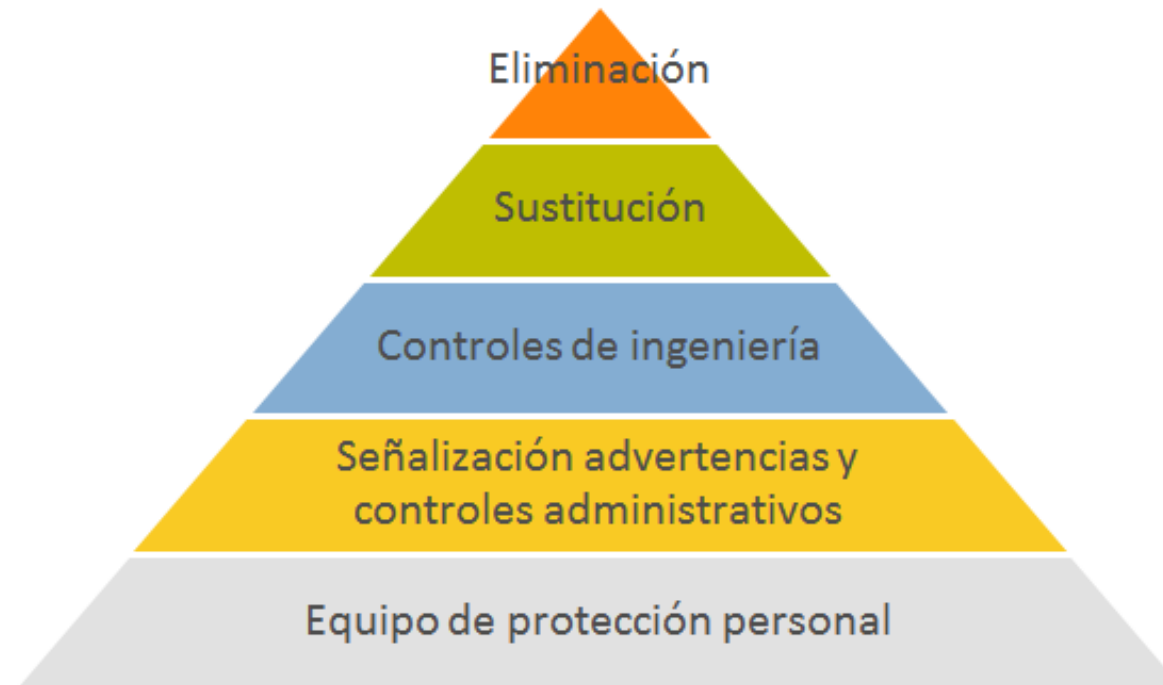 Eliminación
Sustitución
Controles de ingeniería
Señalización advertencias y
controles administrativos
Equipo de protección personal